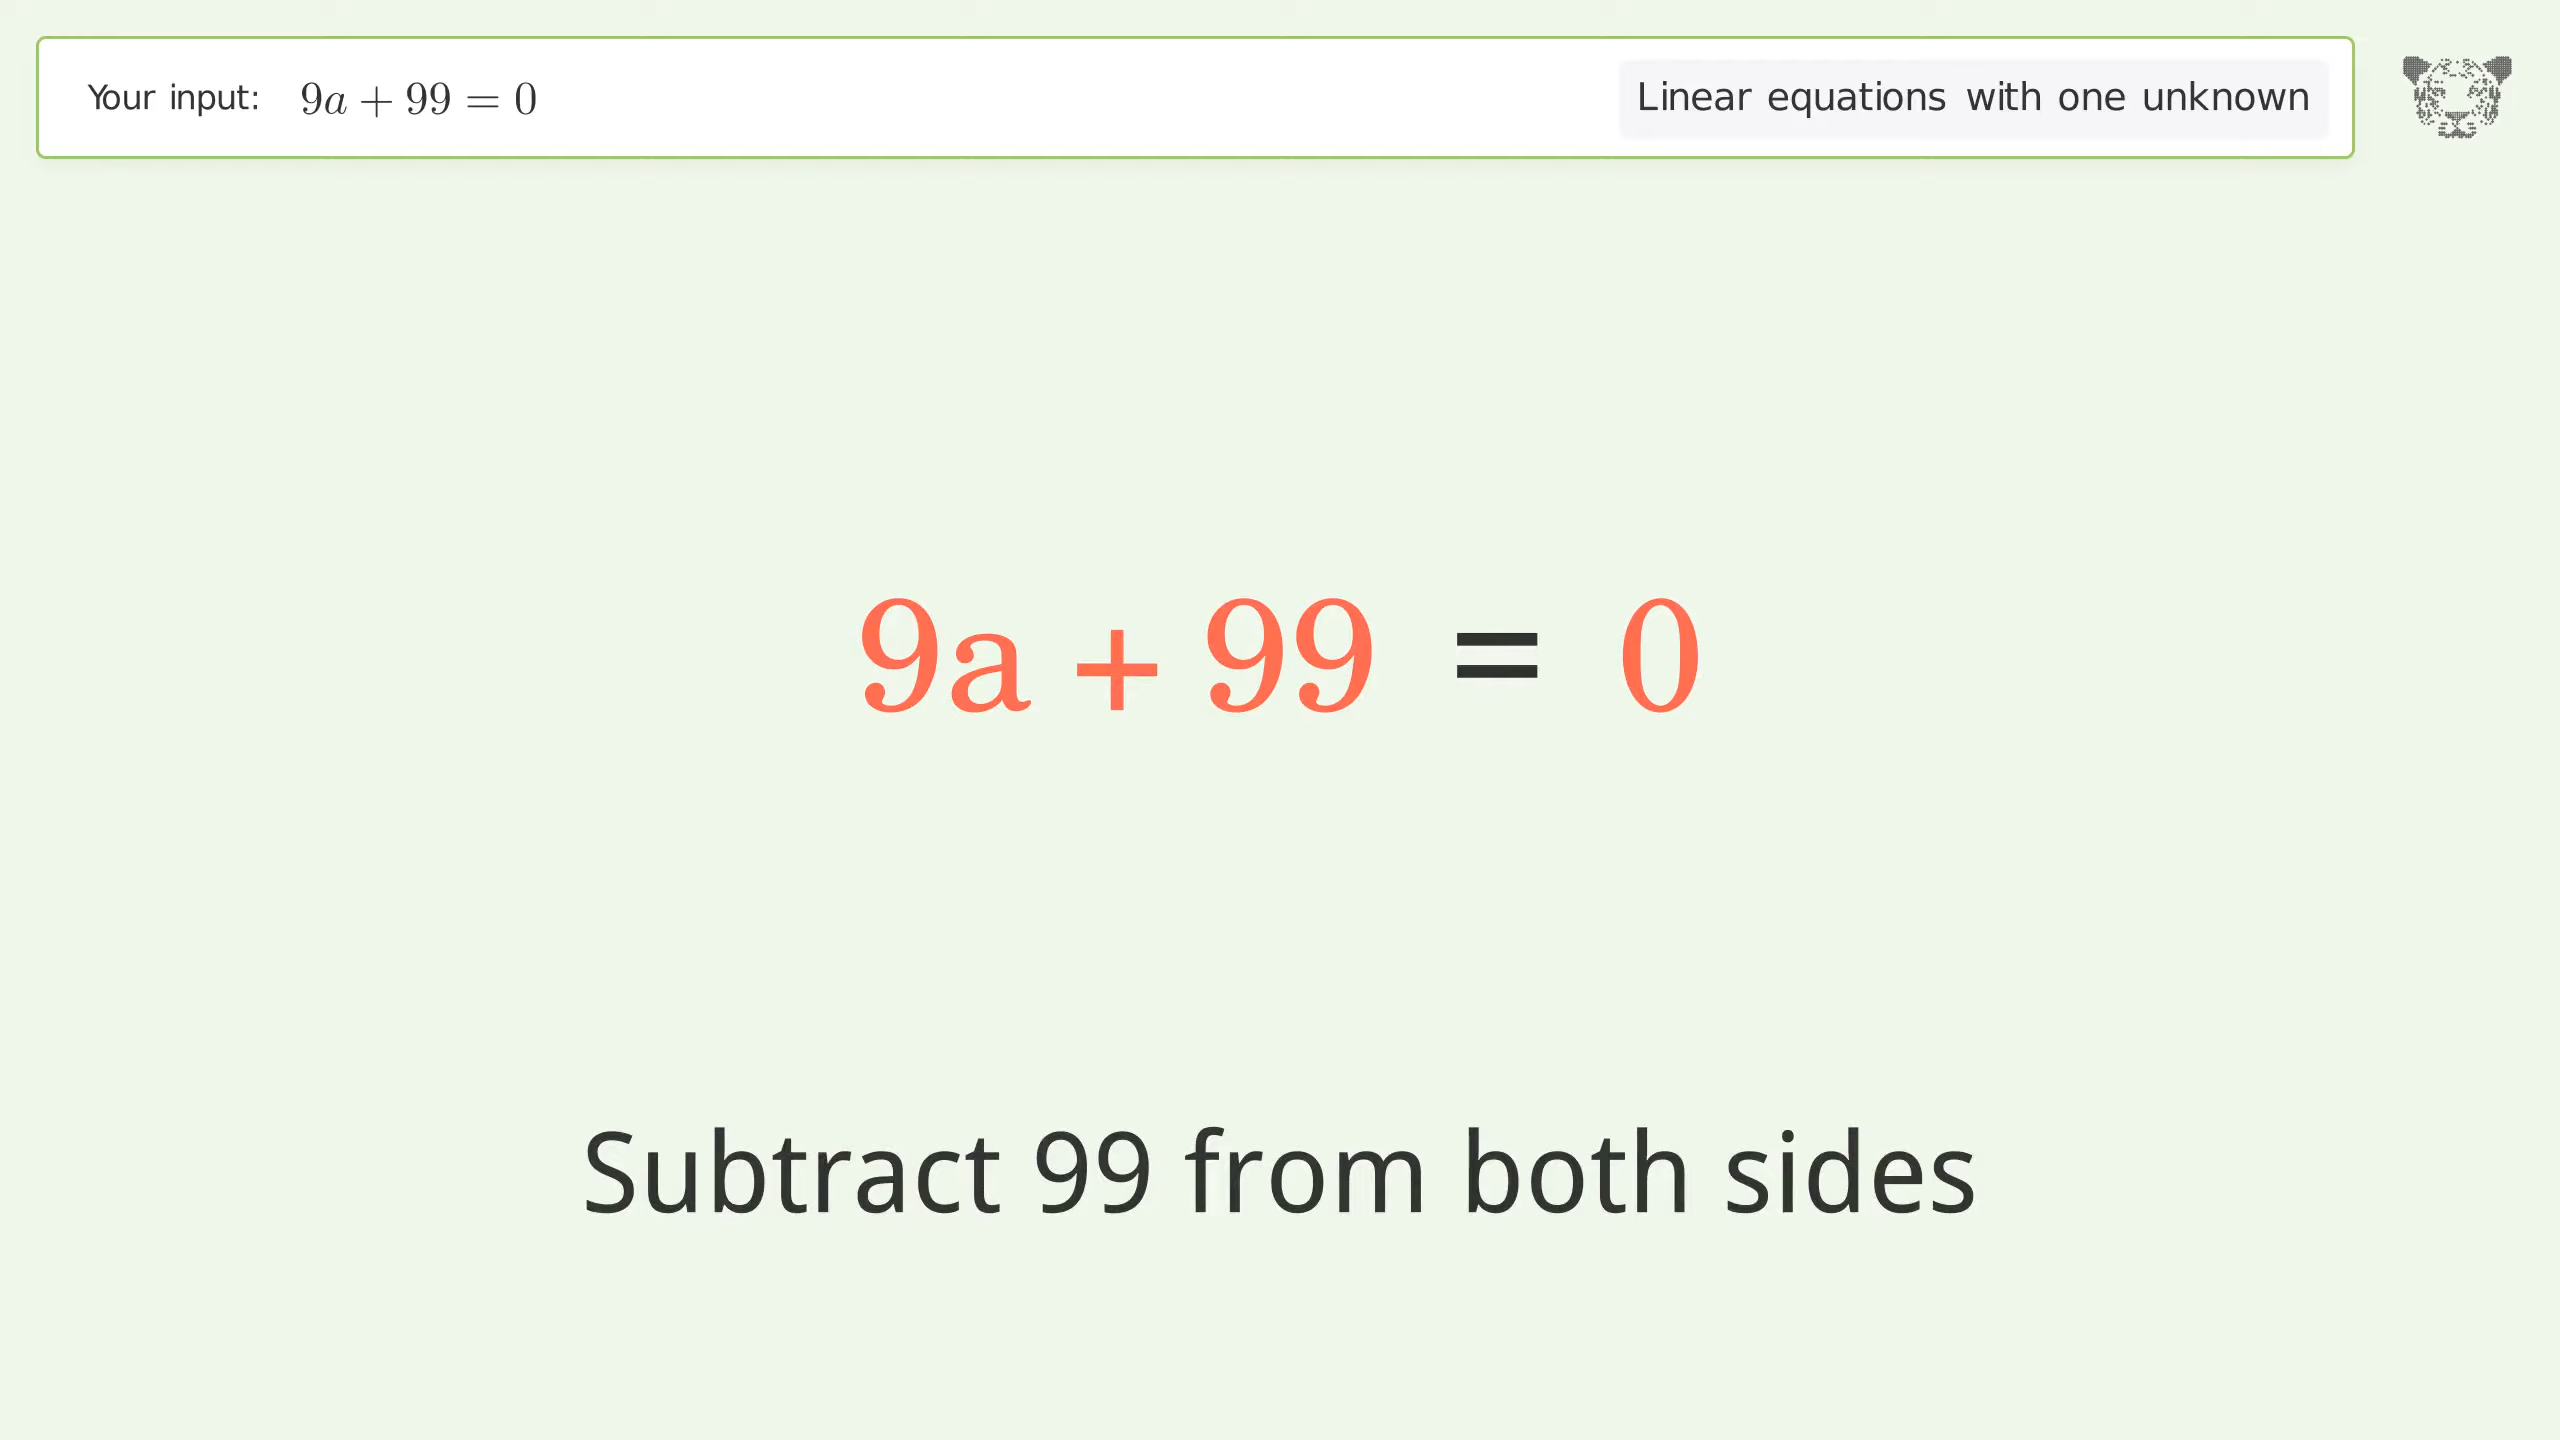 Your input: 9a + 99 = 0 Linear equations with one unknown
9a + 99 = 0
Subtract 99 from both sides